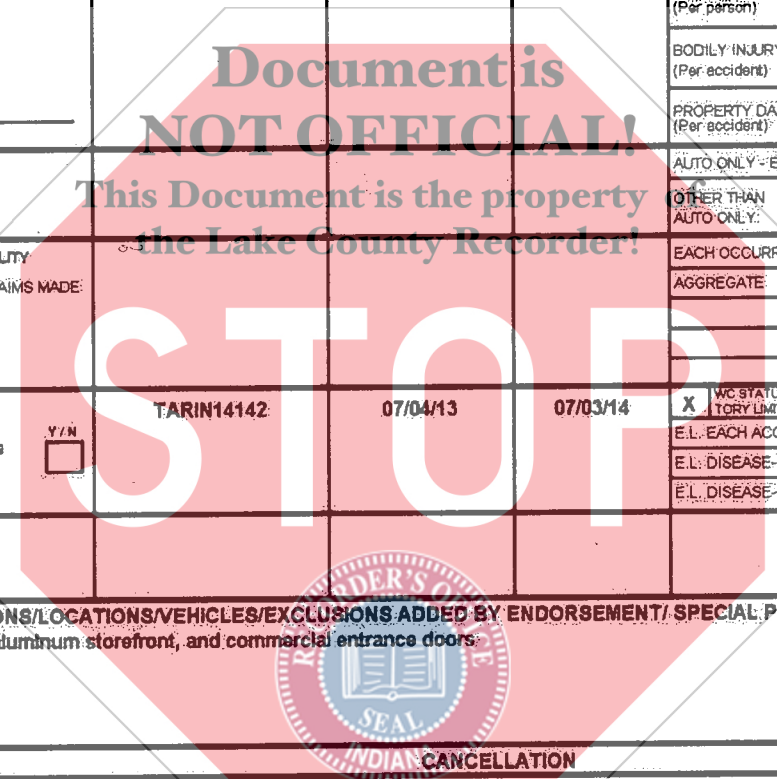 (Per person)
BODILY INJURY
(Per accident)
PROPERTY DA
(Per accident)
AUTO ONLY - E
OTHER THAN
AUTO ONLY:
EACH OCCURR
AGGREGATE
Document is
NOT OFFICIAL!
This Document is the property of
the Lake County Recorder!
STOP
LITY
AIMS MADE
TARIN14142 07/04/13 07/03/14 X WC STATU
TORY LIMI
Y / N
E.L. EACH ACC
E.L. DISEASE-
E.L. DISEASE-
ONS/LOCATIONS/VEHICLES/EXCLUSIONS ADDED BY ENDORSEMENT/ SPECIAL P
luminum storefront, and commercial entrance doors.
RECORDER'S OFFICE
SEAL
INDIANA
CANCELLATION